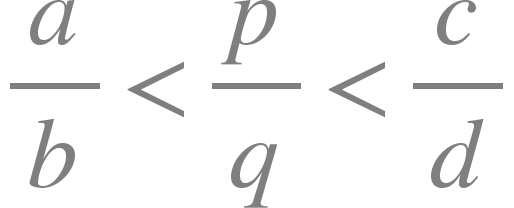 a/b < p/q < c/d